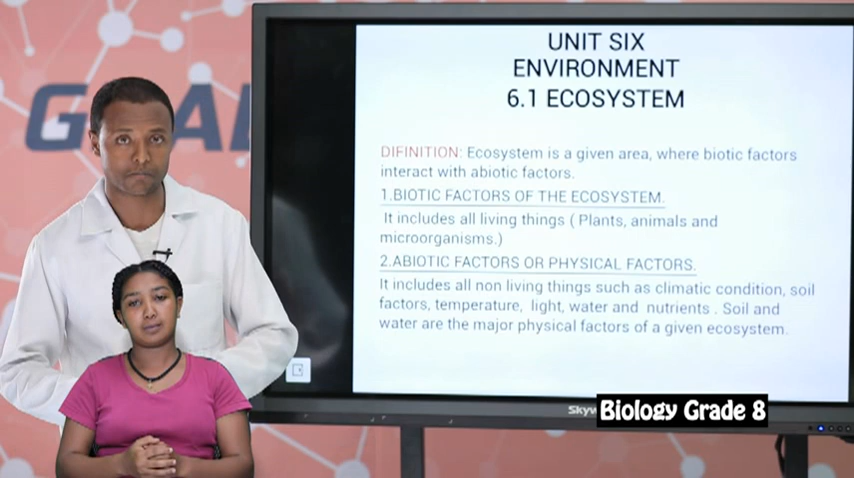 UNIT SIX
ENVIRONMENT
6.1 ECOSYSTEM
DIFINITION: Ecosystem is a given area, where biotic factors
interact with abiotic factors.
1.BIOTIC FACTORS OF THE ECOSYSTEM.
It includes all living things ( Plants, animals and
microorganisms.)
2.ABIOTIC FACTORS OR PHYSICAL FACTORS.
It includes all non living things such as climatic condition, soil
factors, temperature, light, water and nutrients . Soil and
water are the major physical factors of a given ecosystem.
Biology Grade 8